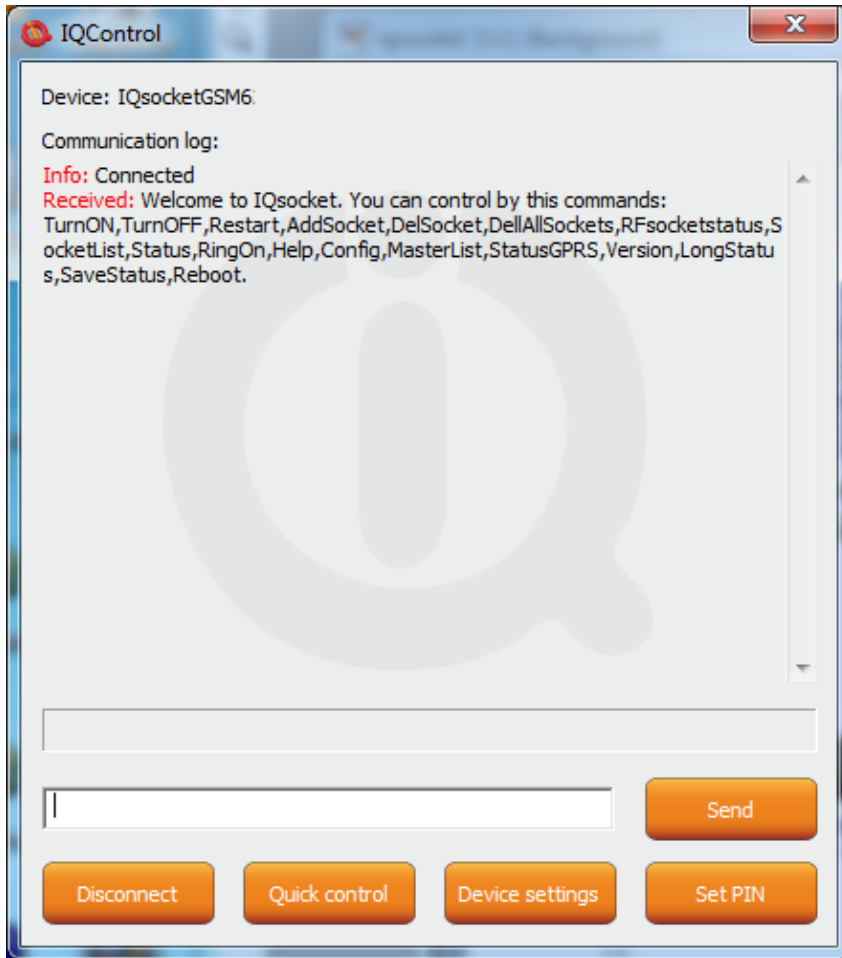 IQControl
Device: IQsocketGSM6
Communication log:
Info: Connected
Received: Welcome to IQsocket. You can control by this commands:
TurnON,TurnOFF,Restart,AddSocket,DelSocket,DellAllSockets,RFsocketstatus,S
ocketList,Status,RingOn,Help,Config,MasterList,StatusGPRS,Version,LongStatu
s,SaveStatus,Reboot.
Send
Disconnect Quick control Device settings Set PIN